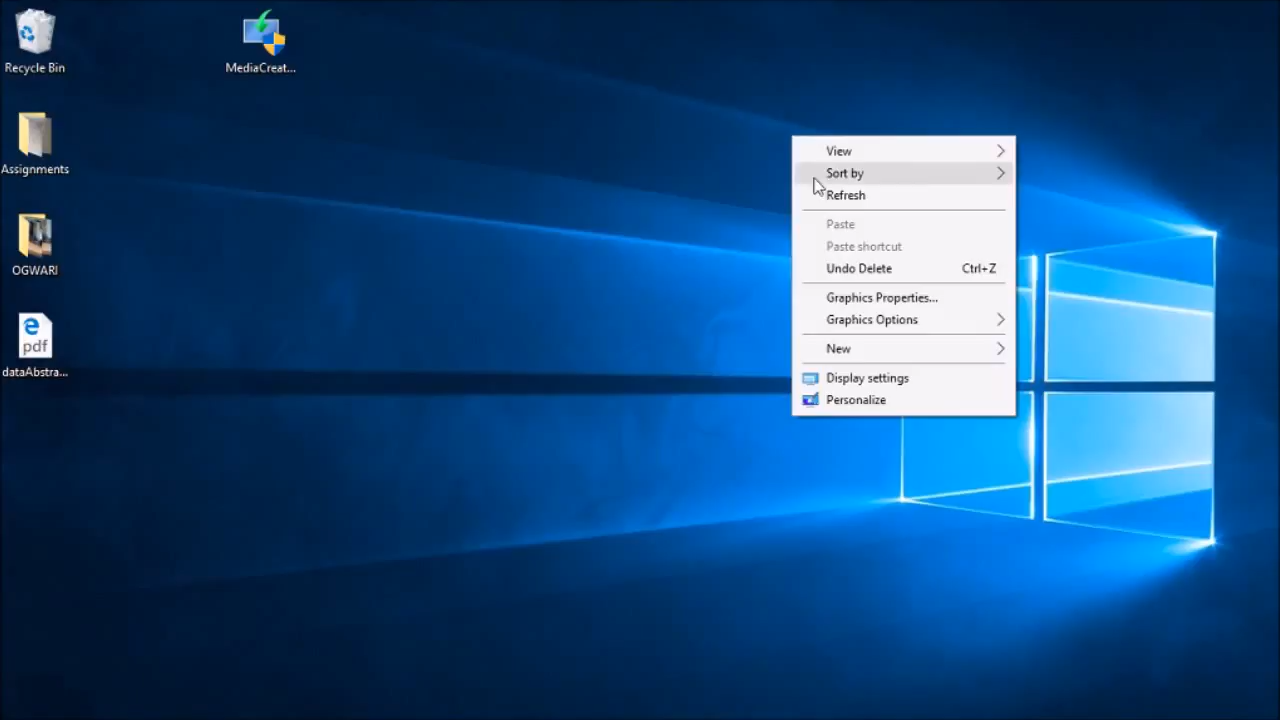 Recycle Bin
MediaCreat...
Assignments
OGWARI
pdf
dataAbstra...
View
Sort by
Refresh
Paste
Paste shortcut
Undo Delete Ctrl+Z
Graphics Properties...
Graphics Options
New
Display settings
Personalize